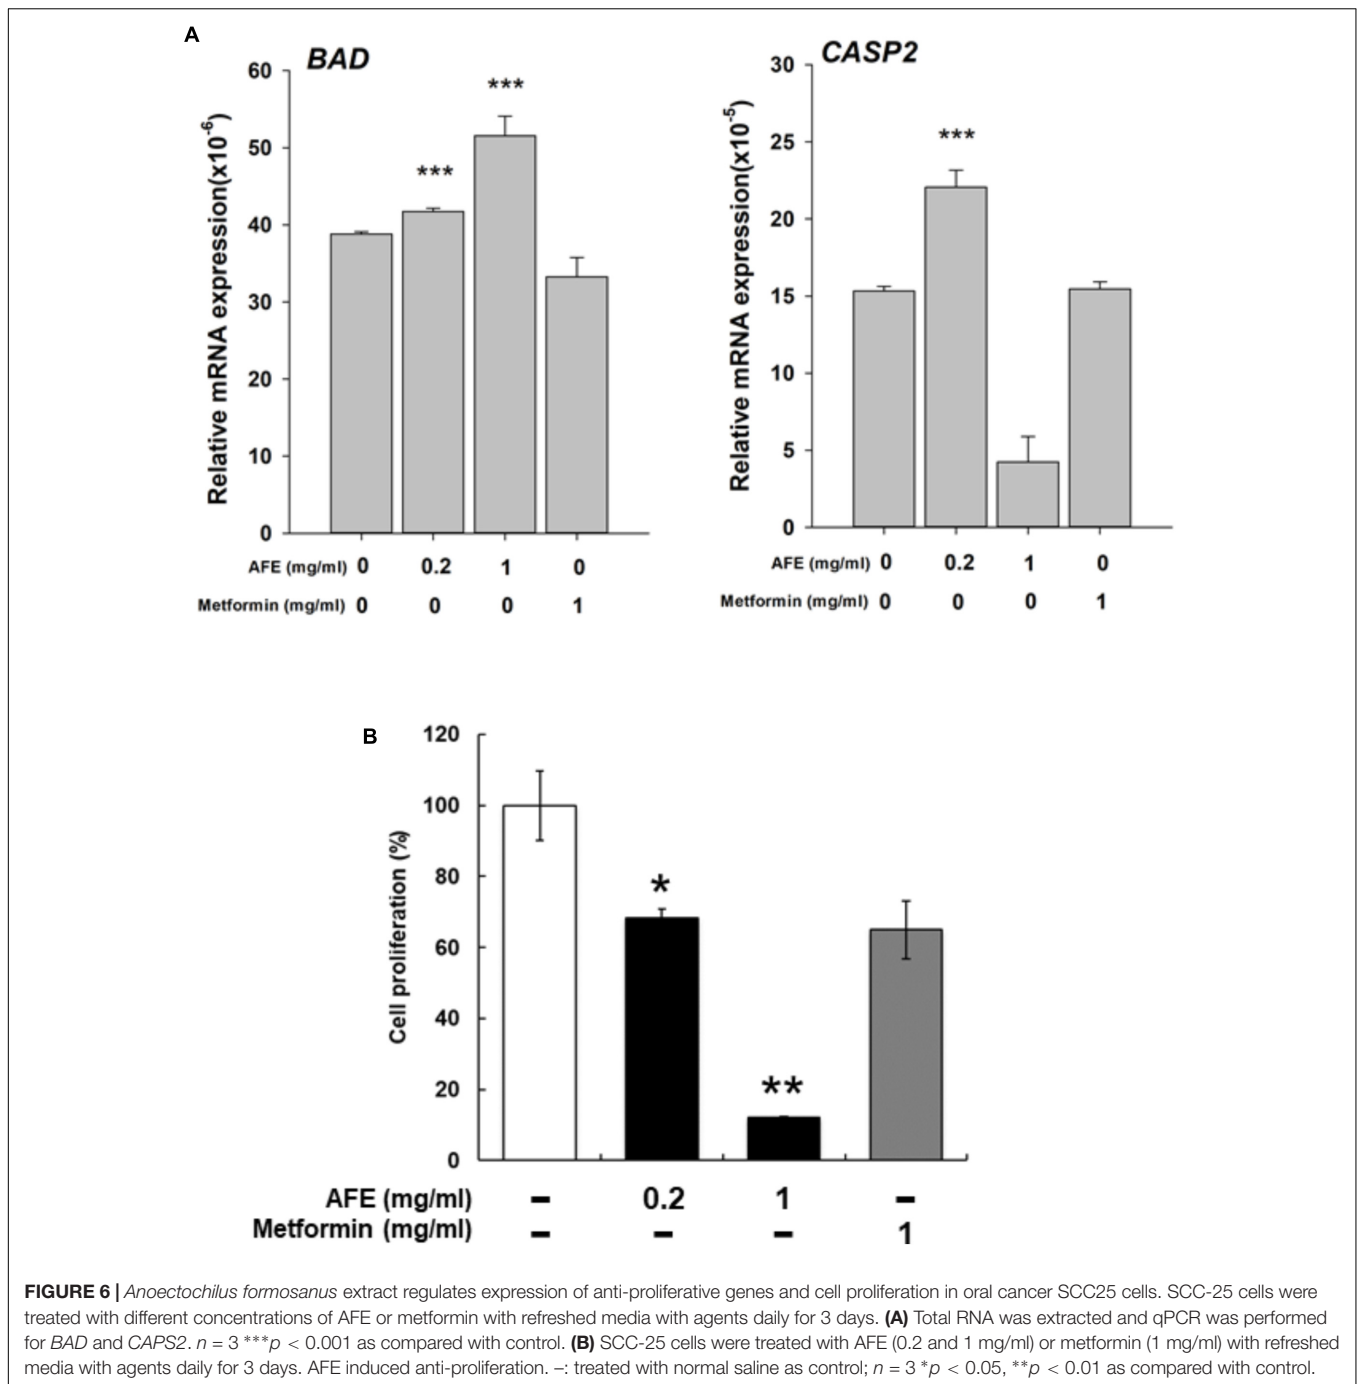 A
BAD
***
***
60
50
40
30
20
10
0
Relative mRNA expression(x10-6)
AFE (mg/ml) 0 0.2 1 0
Metformin (mg/ml) 0 0 0 1
CASP2
***
30
25
20
15
10
5
0
Relative mRNA expression(x10-5)
AFE (mg/ml) 0 0.2 1 0
Metformin (mg/ml) 0 0 0 1
B
120
100
80
60
40
20
0
Cell proliferation (%)
*
**
AFE (mg/ml) – 0.2 1 –
Metformin (mg/ml) – – – 1
FIGURE 6 | Anoectochilus formosanus extract regulates expression of anti-proliferative genes and cell proliferation in oral cancer SCC25 cells. SCC-25 cells were
treated with different concentrations of AFE or metformin with refreshed media with agents daily for 3 days. (A) Total RNA was extracted and qPCR was performed
for BAD and CAPS2. n = 3 ***p < 0.001 as compared with control. (B) SCC-25 cells were treated with AFE (0.2 and 1 mg/ml) or metformin (1 mg/ml) with refreshed
media with agents daily for 3 days. AFE induced anti-proliferation. –: treated with normal saline as control; n = 3 *p < 0.05, **p < 0.01 as compared with control.